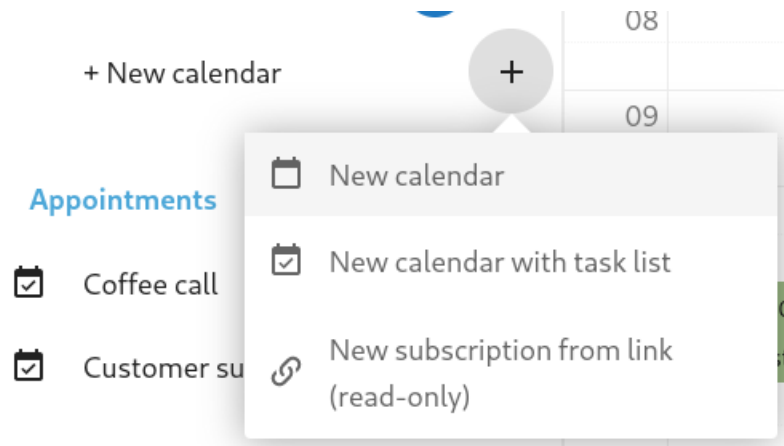 08
+ New calendar
+
09
New calendar
Appointments
New calendar with task list
Coffee call
New subscription from link
(read-only)
Customer su